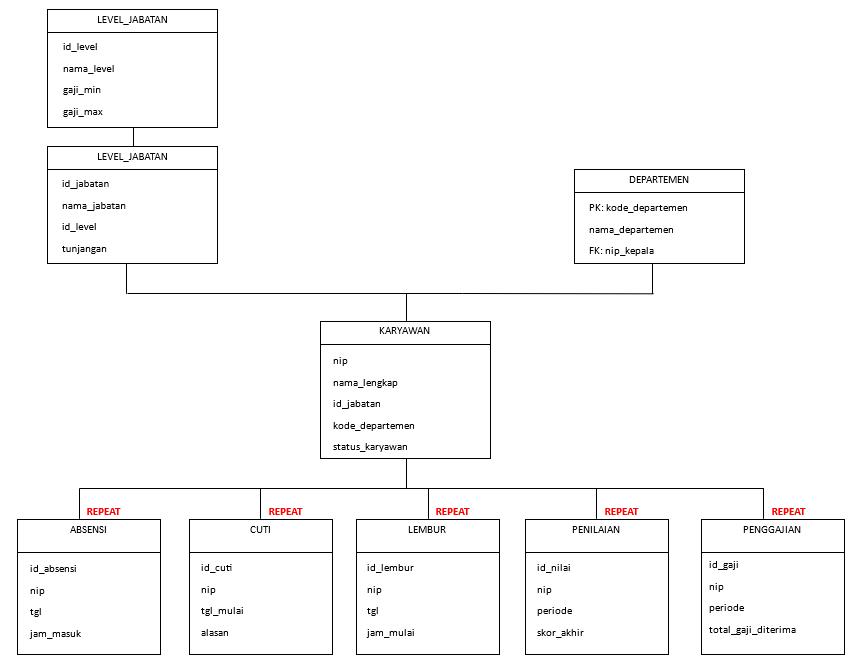 LEVEL_JABATAN
id_level
nama_level
gaji_min
gaji_max
LEVEL_JABATAN
id_jabatan
nama_jabatan
id_level
tunjangan
DEPARTEMEN
PK: kode_departemen
nama_departemen
FK: nip_kepala
KARYAWAN
nip
nama_lengkap
id_jabatan
kode_departemen
status_karyawan
REPEAT
ABSENSI
id_absensi
nip
tgl
jam_masuk
REPEAT
CUTI
id_cuti
nip
tgl_mulai
alasan
REPEAT
LEMBUR
id_lembur
nip
tgl
jam_mulai
REPEAT
PENILAIAN
id_nilai
nip
periode
skor_akhir
REPEAT
PENGGAJIAN
id_gaji
nip
periode
total_gaji_diterima